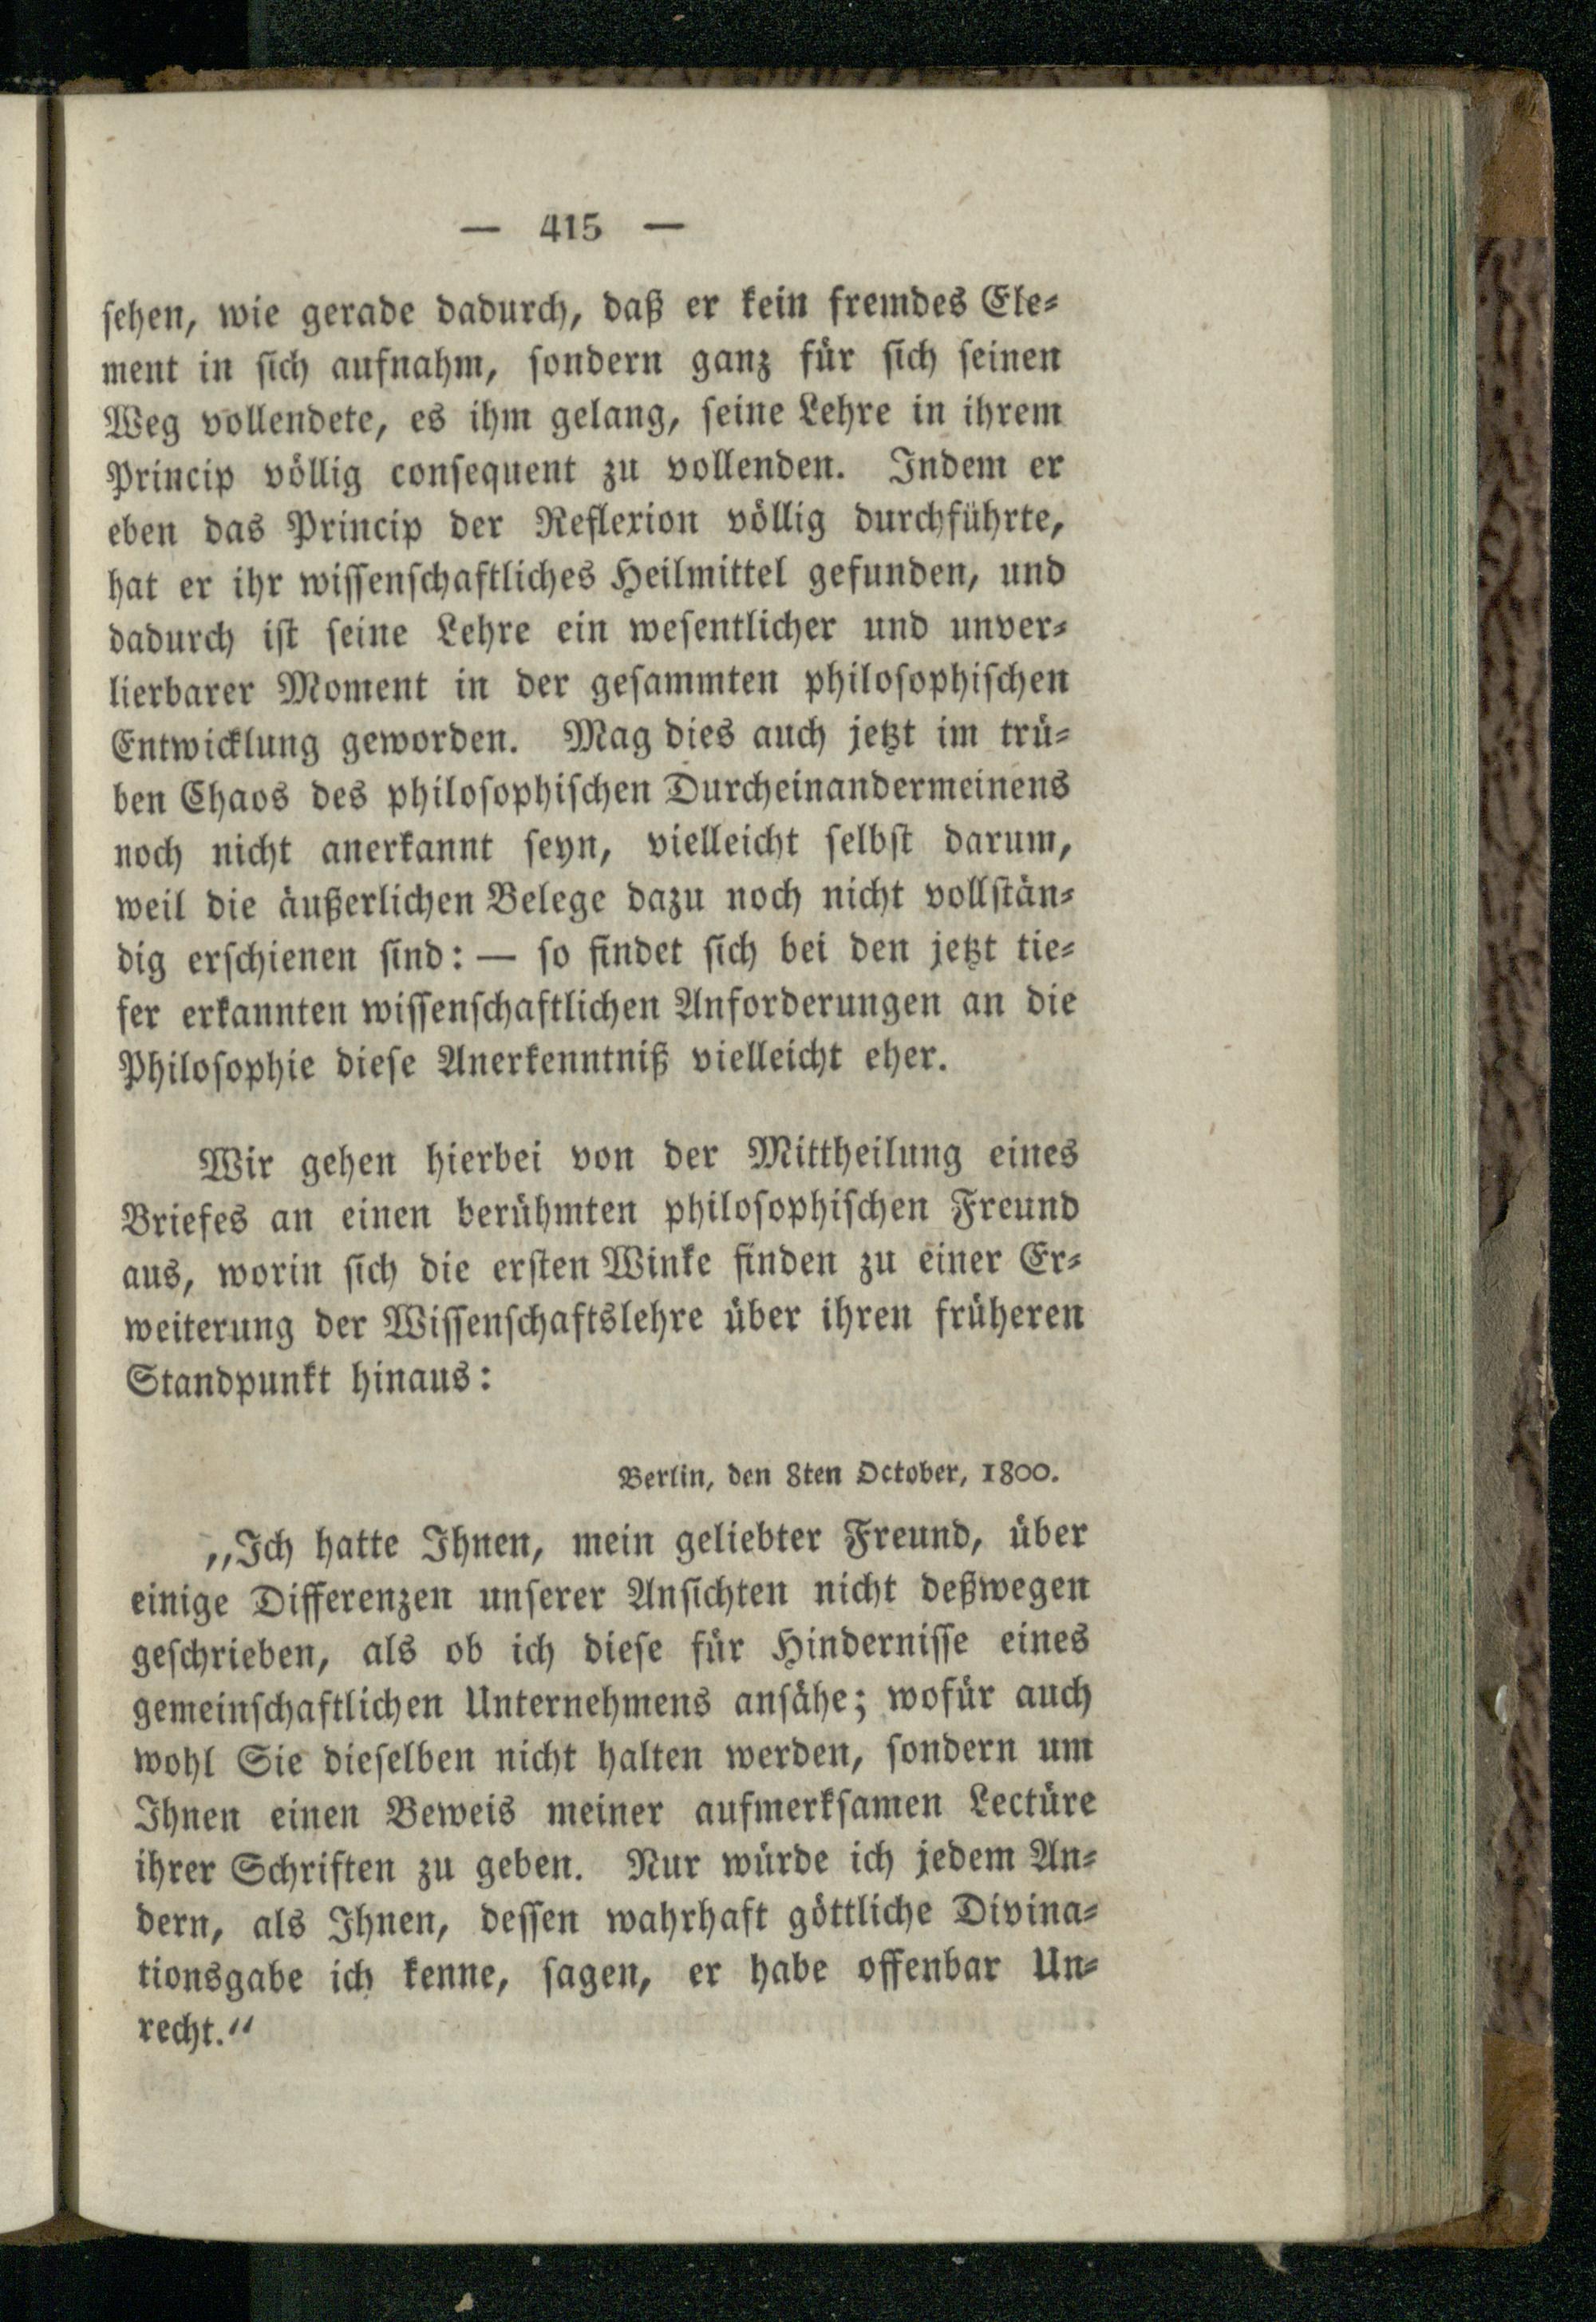 — 415 —
sehen, wie gerade dadurch, daß er kein fremdes Ele-
ment in sich aufnahm, sondern ganz für sich seinen
Weg vollendete, es ihm gelang, seine Lehre in ihrem
Princip völlig consequent zu vollenden. Indem er
eben das Princip der Reflexion völlig durchführte,
hat er ihr wissenschaftliches Heilmittel gefunden, und
dadurch ist seine Lehre ein wesentlicher und unver-
lierbarer Moment in der gesammten philosophischen
Entwicklung geworden. Mag dies auch jetzt im trü-
ben Chaos des philosophischen Durcheinandermeinens
noch nicht anerkannt seyn, vielleicht selbst darum,
weil die äußerlichen Belege dazu noch nicht vollstän-
dig erschienen sind: — so findet sich bei den jetzt tie-
fer erkannten wissenschaftlichen Anforderungen an die
Philosophie diese Anerkenntniß vielleicht eher.
Wir gehen hierbei von der Mittheilung eines
Briefes an einen berühmten philosophischen Freund
aus, worin sich die ersten Winke finden zu einer Er-
weiterung der Wissenschaftslehre über ihren früheren
Standpunkt hinaus:
Berlin, den 8ten October, 1800.
„Ich hatte Ihnen, mein geliebter Freund, über
einige Differenzen unserer Ansichten nicht deßwegen
geschrieben, als ob ich diese für Hindernisse eines
gemeinschaftlichen Unternehmens ansähe; wofür auch
wohl Sie dieselben nicht halten werden, sondern um
Ihnen einen Beweis meiner aufmerksamen Lectüre
ihrer Schriften zu geben. Nur würde ich jedem An-
dern, als Ihnen, dessen wahrhaft göttliche Divina-
tionsgabe ich kenne, sagen, er habe offenbar Un-
recht.“